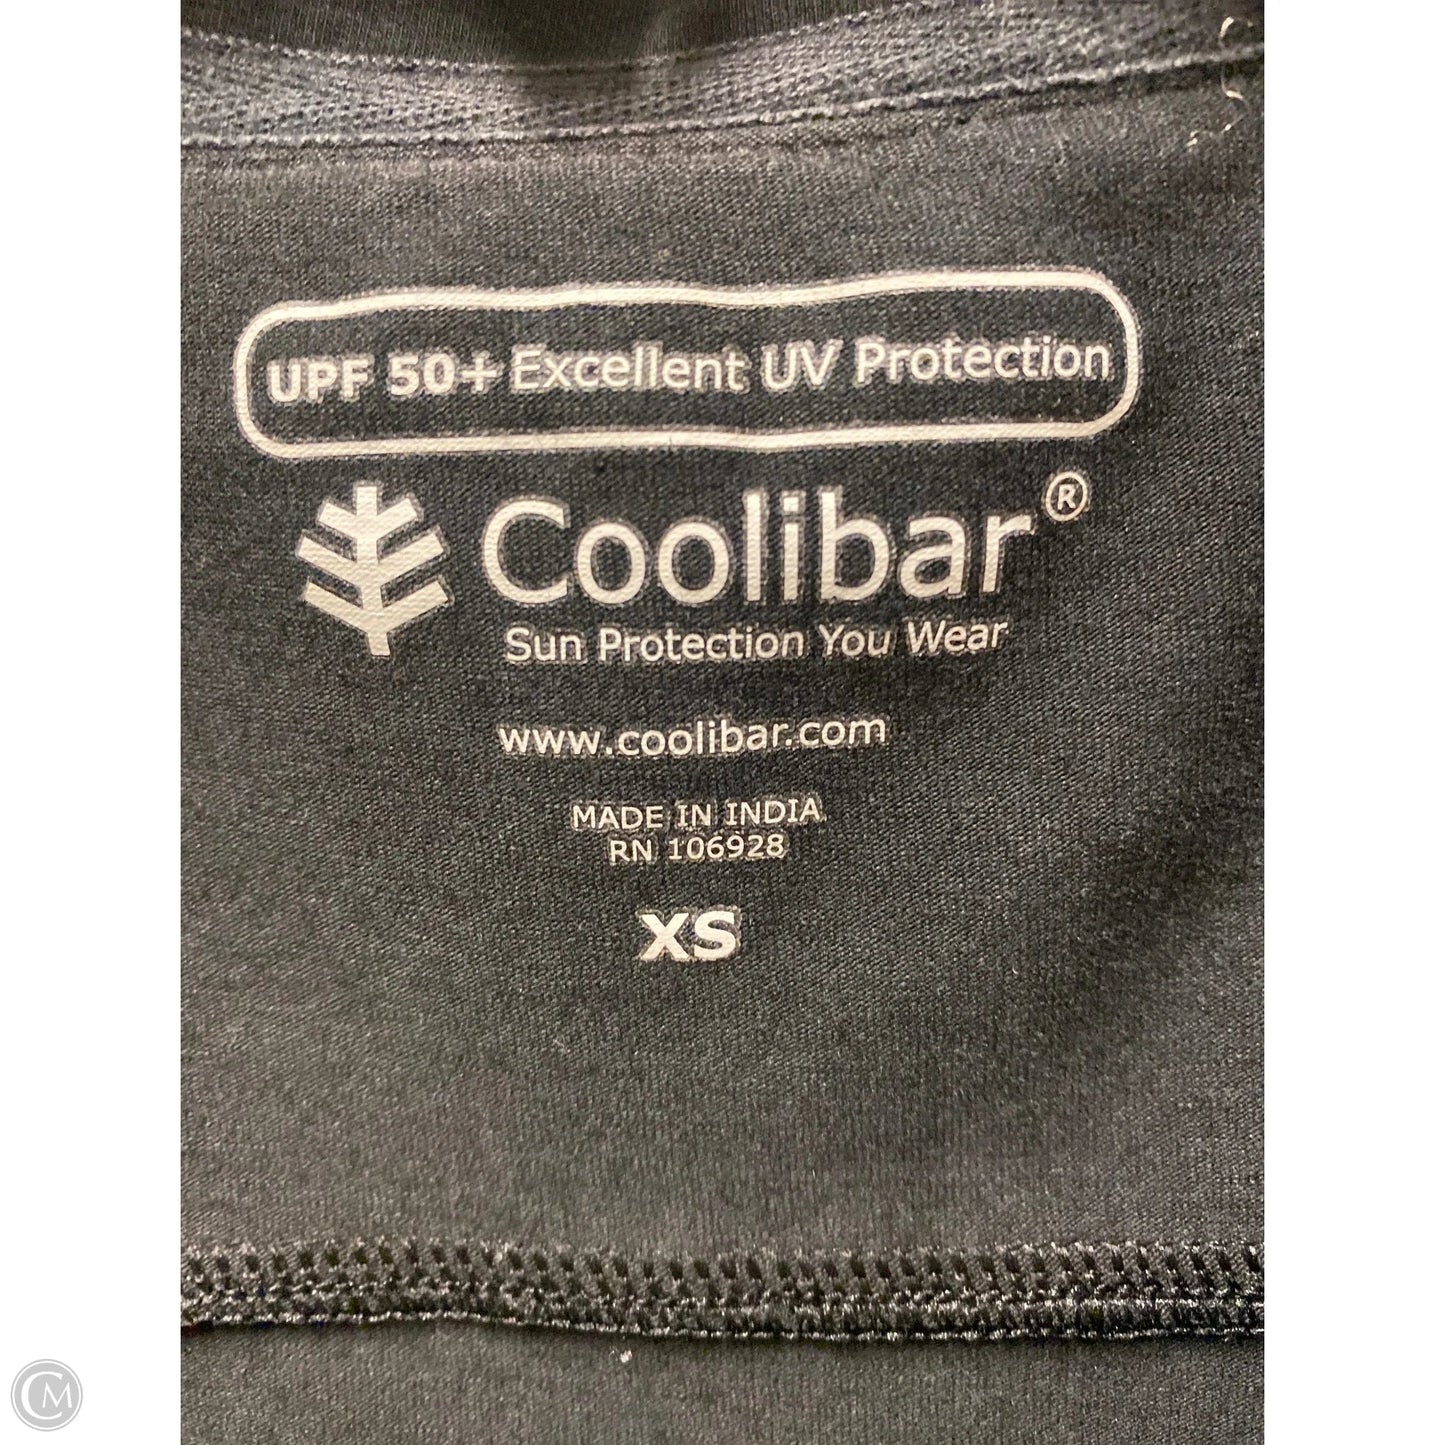 UPF 50+ Excellent UV Protection
Coolibar®
Sun Protection You Wear
www.coolibar.com
MADE IN INDIA
RN 106928
XS
CM